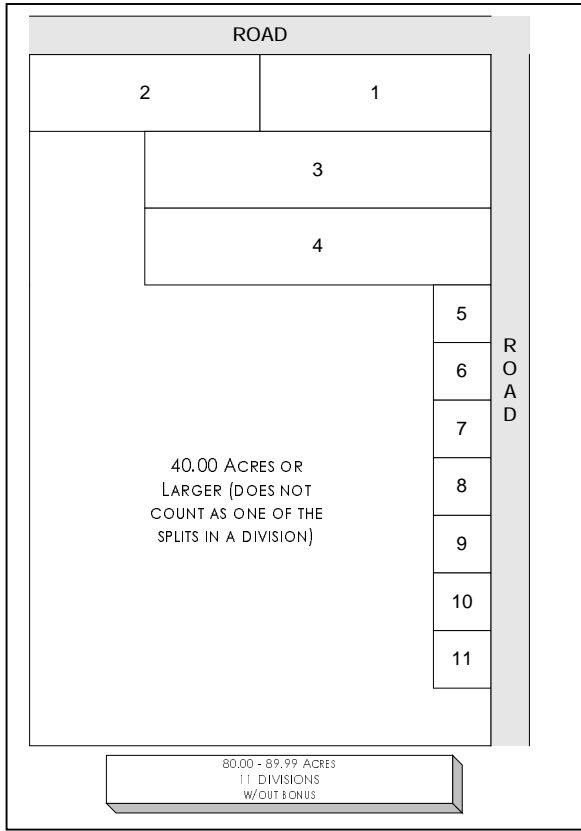 ROAD
2
1
3
4
5
6
7
8
9
10
11
R
O
A
D
40.00 ACRES OR
LARGER (DOES NOT
COUNT AS ONE OF THE
SPLITS IN A DIVISION)
80.00 - 89.99 ACRES
11 DIVISIONS
W/OUT BONUS